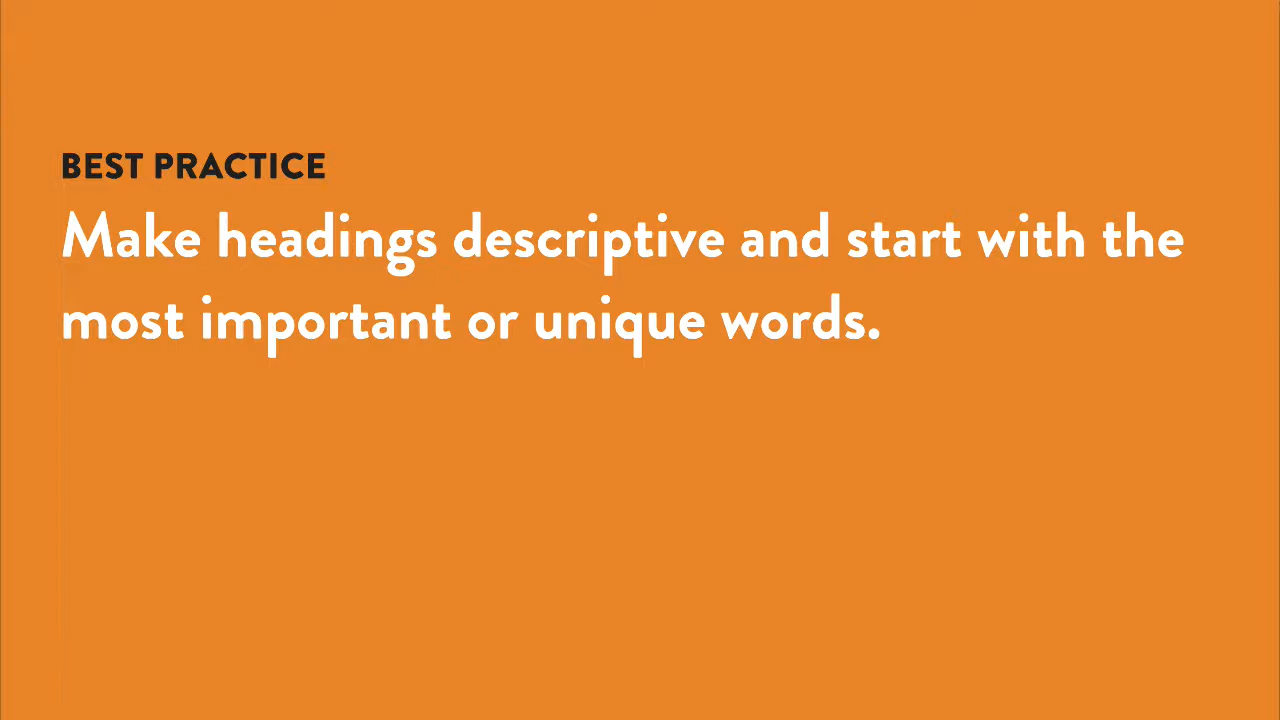 BEST PRACTICE
Make headings descriptive and start with the
most important or unique words.